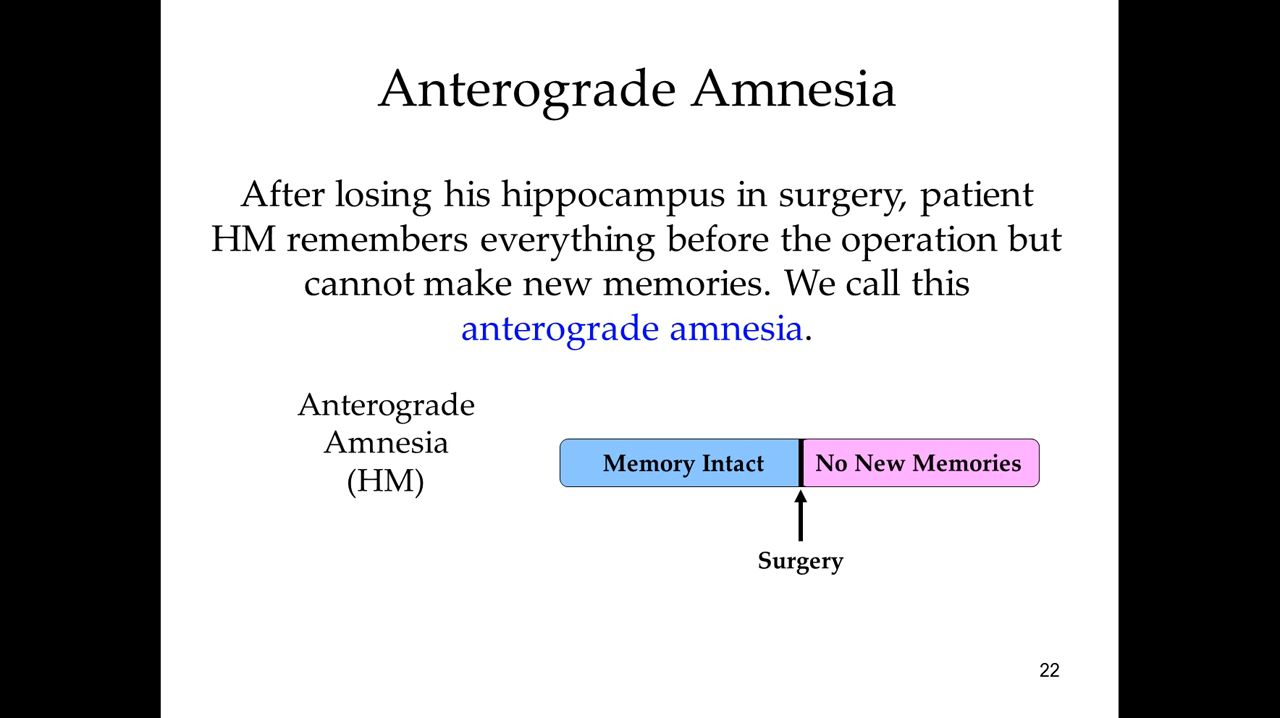 Anterograde Amnesia
After losing his hippocampus in surgery, patient
HM remembers everything before the operation but
cannot make new memories. We call this
anterograde amnesia.
Anterograde
Amnesia
(HM)
Memory Intact
No New Memories
Surgery
22